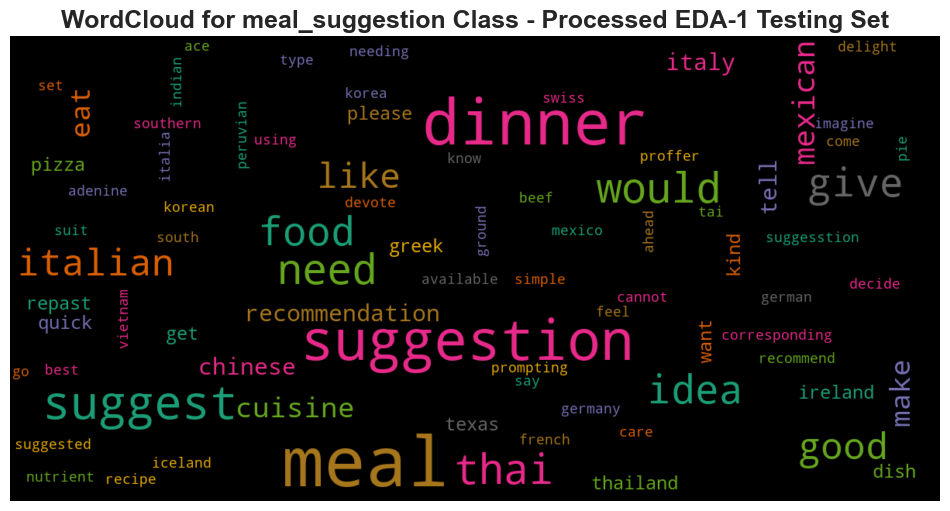 WordCloud for meal_suggestion Class - Processed EDA-1 Testing Set
ace
needing
delight
type
italy
set
indian
eat
korea
swiss
mexican
southern
peruvian
please
dinner
imagine
using
italia
know
proffer
come
pie
pizza
like
would
tell
give
adenine
devote
beef
tai
korean
suit
south
food
greek
ground
mexico
ahead
kind
suggesstion
italian
need
available
simple
german
decide
repast
vietnam
recommendation
feel
cannot
quick
get
suggestion
want
corresponding
go
best
chinese
prompting
say
recommend
suggest
cuisine
idea
ireland
make
germany
texas
french
care
suggested
meal
thai
good
iceland
nutrient
recipe
thailand
dish